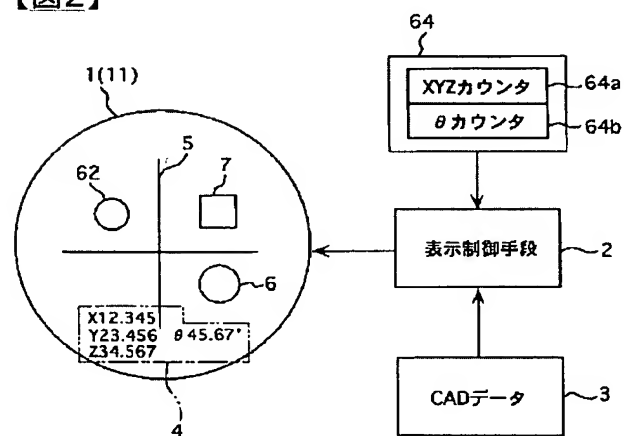 【図2】
64
XYZカウンタ
64a
θカウンタ
64b
1(11)
5
62
7
6
X12.345
Y23.456 θ45.67°
Z34.567
4
表示制御手段
2
CADデータ
3